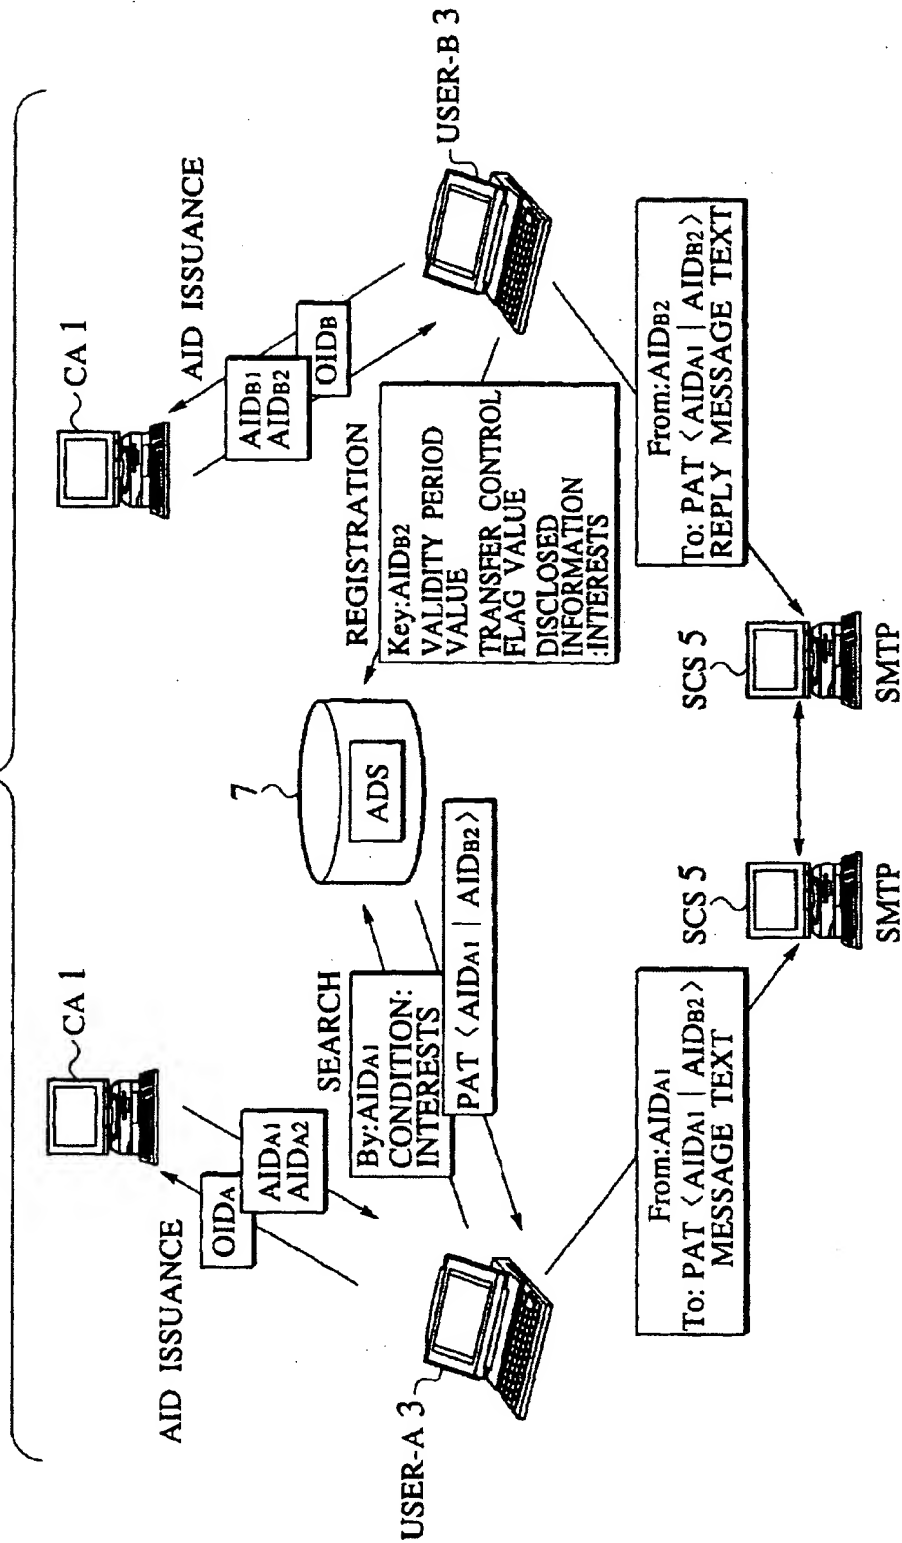 CA 1
CA 1
AID ISSUANCE
AID ISSUANCE
OIDA
AIDA1
AIDA2
AIDB1
AIDB2
OIDB
7
ADS
SEARCH
By:AIDA1
CONDITION:
INTERESTS
PAT < AIDA1 | AIDB2 >
REGISTRATION
Key:AIDB2
VALIDITY PERIOD
VALUE
TRANSFER CONTROL
FLAG VALUE
DISCLOSED
INFORMATION
:INTERESTS
USER-A 3
USER-B 3
From:AIDA1
To: PAT < AIDA1 | AIDB2 >
MESSAGE TEXT
From:AIDB2
To: PAT < AIDA1 | AIDB2 >
REPLY MESSAGE TEXT
SCS 5
SMTP
SCS 5
SMTP